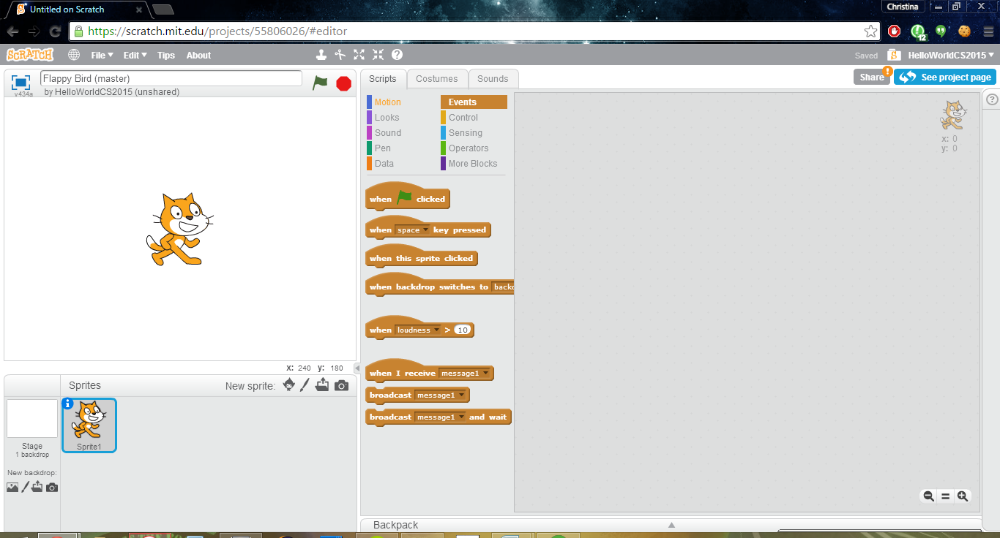 Untitled on Scratch
Christina
https://scratch.mit.edu/projects/55806026/#editor
12
SCRATCH
File
Edit
Tips
About
Saved
HelloWorldCS2015
v434a
Flappy Bird (master)
by HelloWorldCS2015 (unshared)
Scripts
Costumes
Sounds
Share
See project page
Motion
Events
Looks
Control
Sound
Sensing
Pen
Operators
Data
More Blocks
x: 0
y: 0
when clicked
when space key pressed
when this sprite clicked
when backdrop switches to backd
when loudness > 10
when I receive message1
broadcast message1
broadcast message1 and wait
x: 240 y: 180
Sprites
New sprite:
Sprite1
Stage
1 backdrop
New backdrop:
Backpack